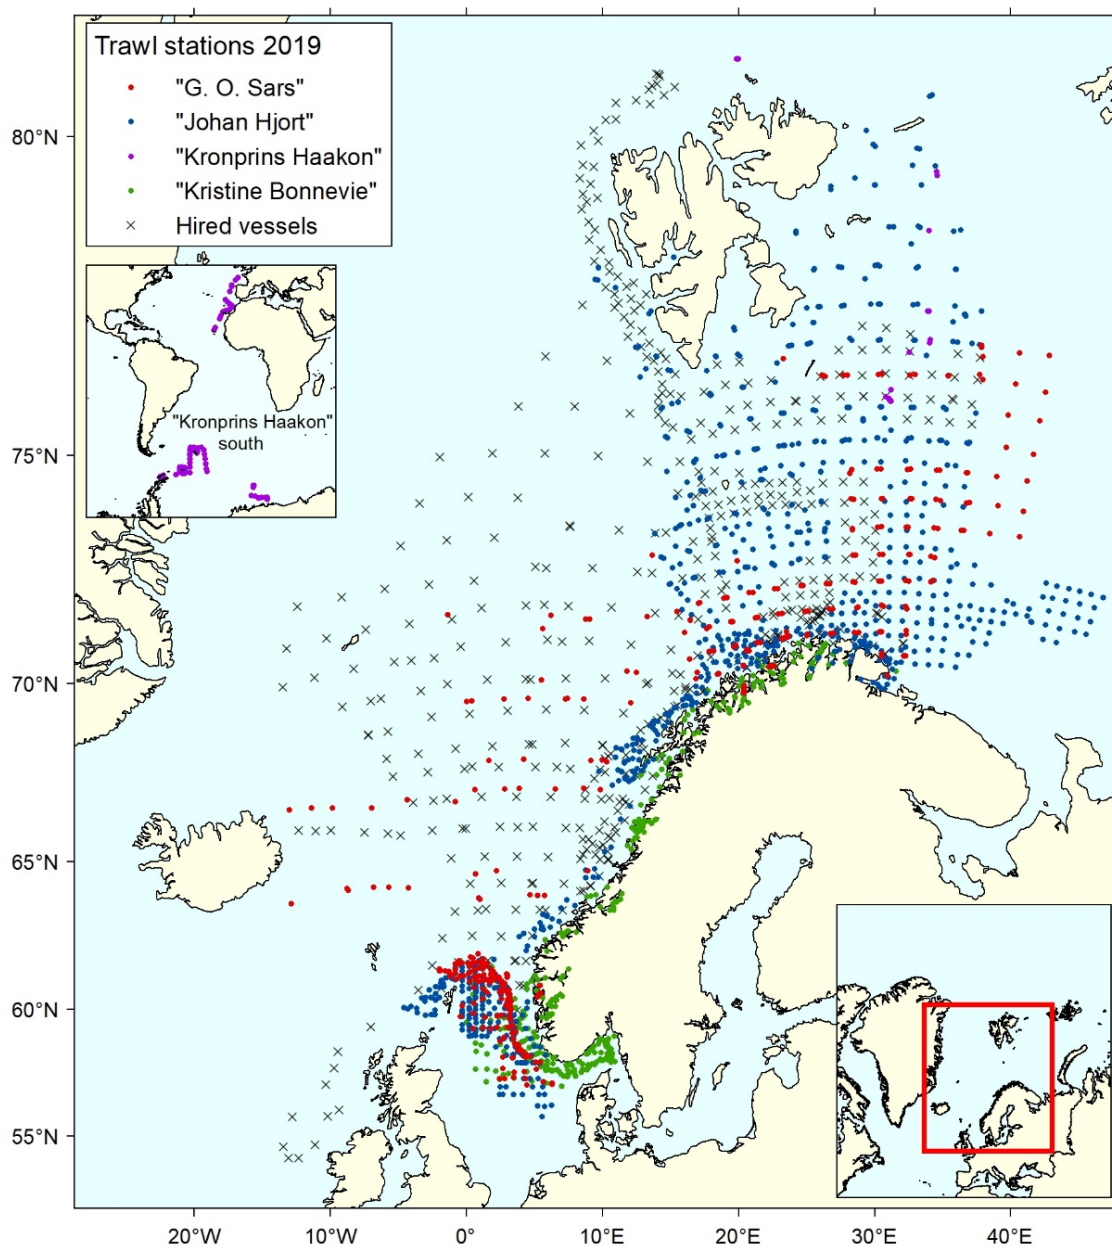 Trawl stations 2019
"G. O. Sars"
"Johan Hjort"
"Kronprins Haakon"
"Kristine Bonnevie"
Hired vessels
"Kronprins Haakon"
south
80°N
75°N
70°N
65°N
60°N
55°N
20°W
10°W
0°E
10°E
20°E
30°E
40°E